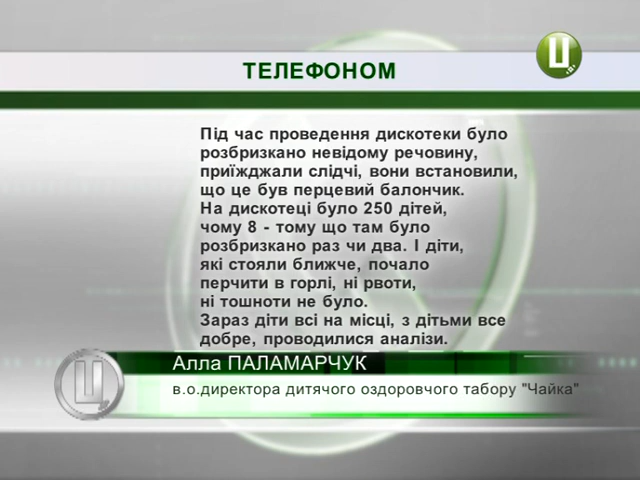 ТЕЛЕФОНОМ
Ц
Під час проведення дискотеки було
розбризкано невідому речовину,
приїжджали слідчі, вони встановили,
що це був перцевий балончик.
На дискотеці було 250 дітей,
чому 8 - тому що там було
розбризкано раз чи два. І діти,
які стояли ближче, почало
перчити в горлі, ні рвоти,
ні тошноти не було.
Зараз діти всі на місці, з дітьми все
добре, проводилися аналізи.
Алла ПАЛАМАРЧУК
Ц
в.о.директора дитячого оздоровчого табору "Чайка"